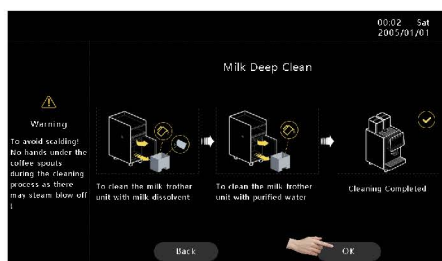 00:02 Sat
2005/01/01
Milk Deep Clean
Warning
To avoid scalding!
No hands under the
coffee spouts
during the cleaning
process as there
may steam blow off
!
To clean the milk frother
unit with milk dissolvent
To clean the milk frother
unit with purified water
Cleaning Completed
Back
OK